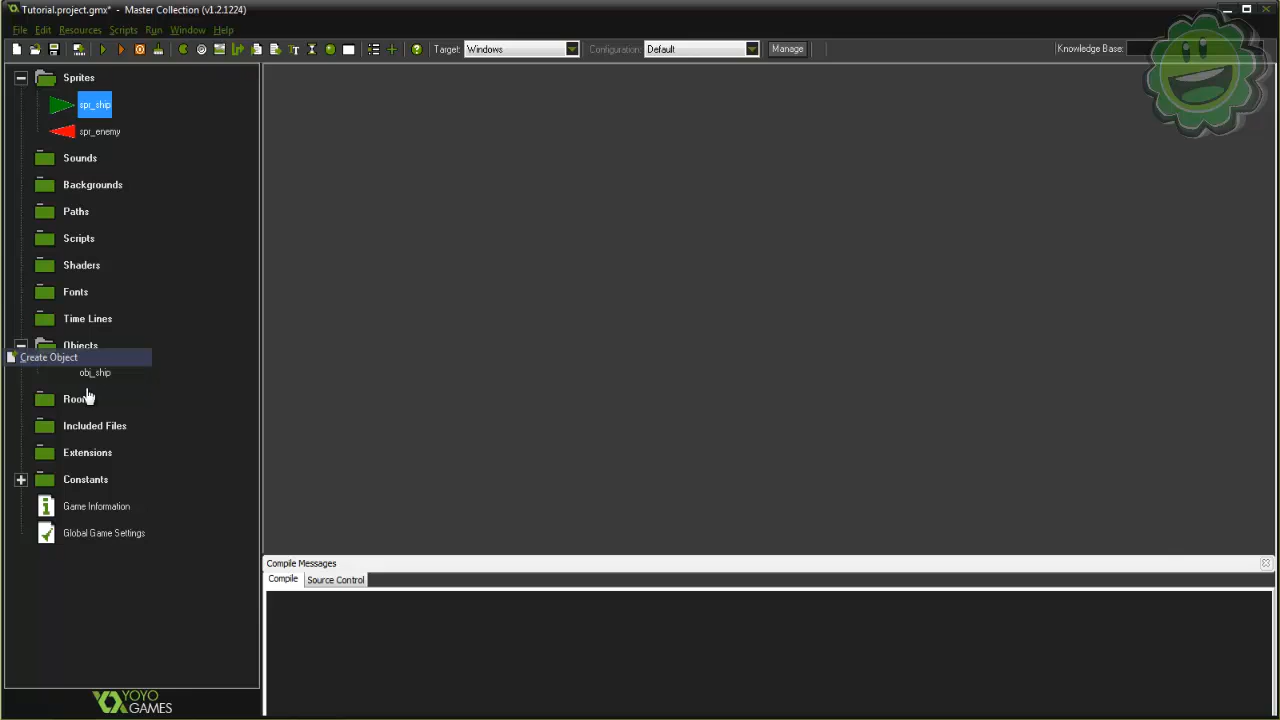 Tutorial.project.gmx* - Master Collection (v1.2.1224)
File Edit Resources Scripts Run Window Help
Target: Windows Configuration: Default Manage Knowledge Base:
Sprites
spr_ship
spr_enemy
Sounds
Backgrounds
Paths
Scripts
Shaders
Fonts
Time Lines
Objects
Create Object
obj_ship
Included Files
Extensions
Constants
Game Information
Global Game Settings
Compile Messages
Compile Source Control
YOYO
GAMES